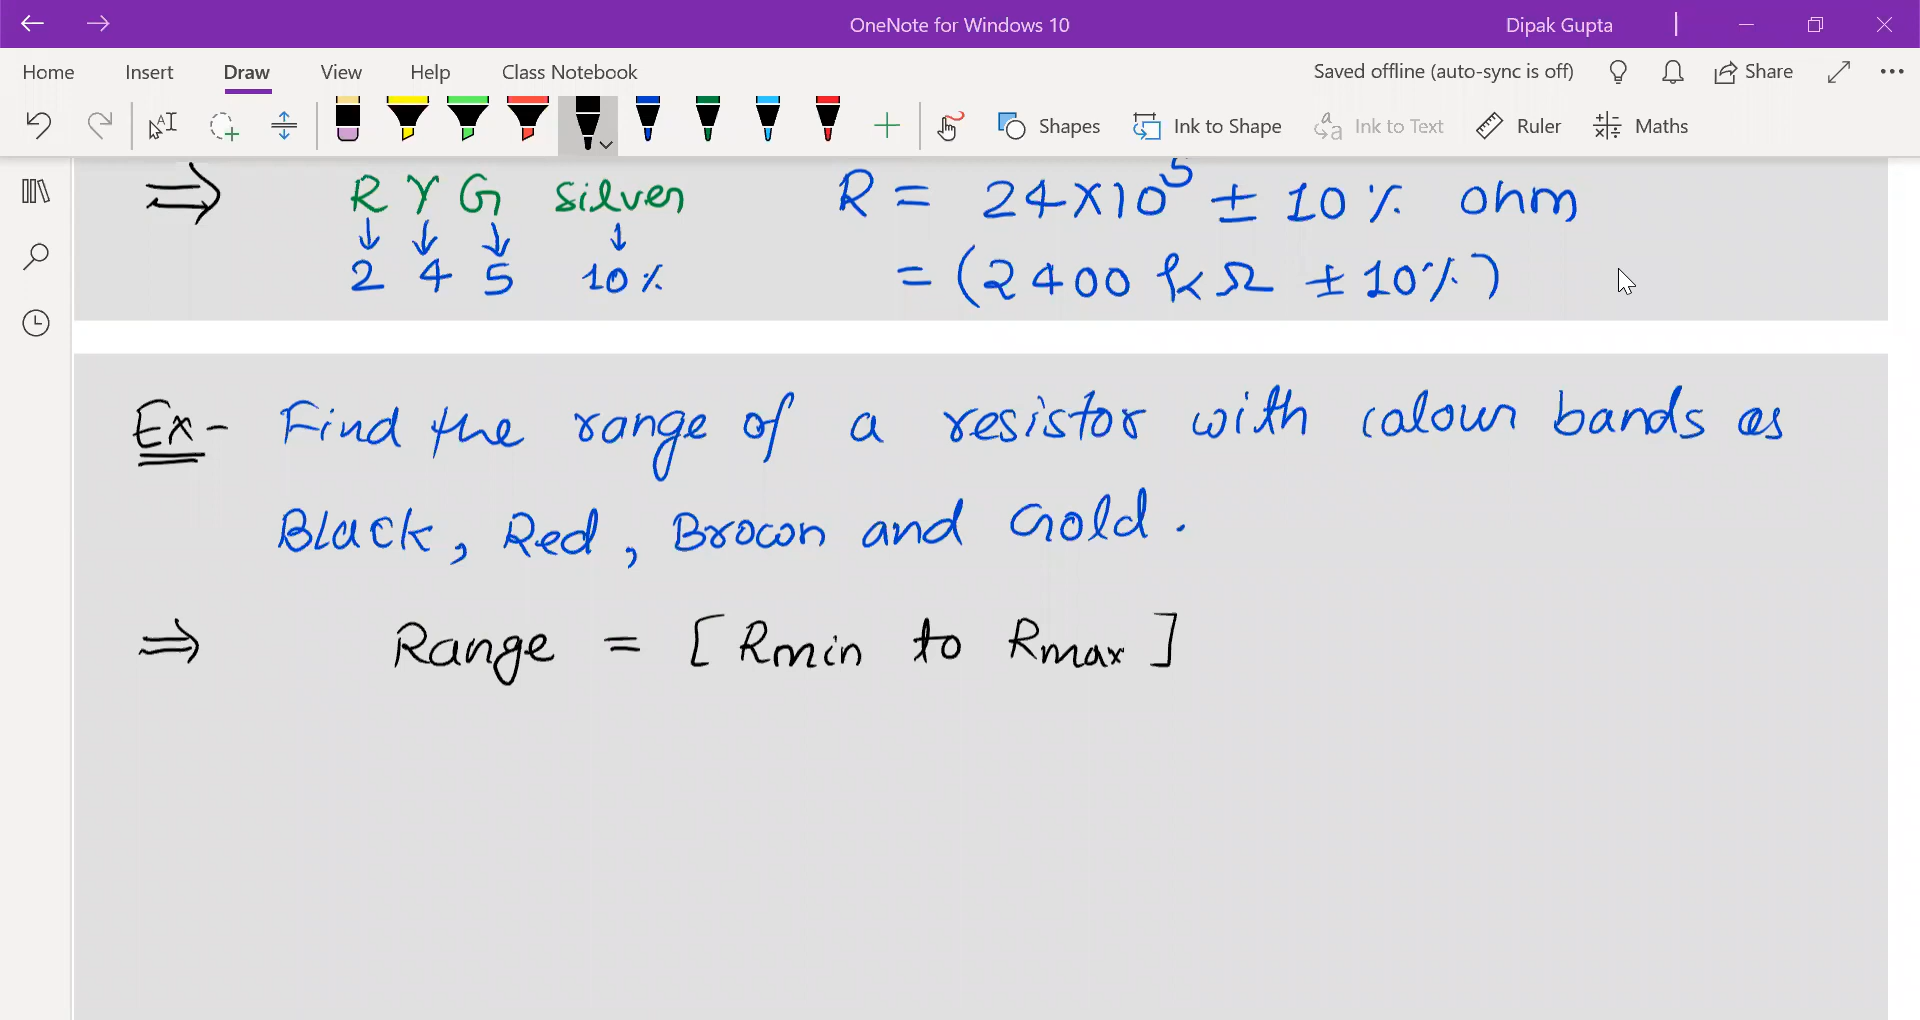 OneNote for Windows 10
Dipak Gupta
Home Insert Draw View Help Class Notebook
Saved offline (auto-sync is off) Share
Shapes Ink to Shape Ink to Text Ruler Maths
⇒ R Y G silver R = 24×10⁵ ± 10 % ohm
↓ ↓ ↓ ↓
2 4 5 10 % = (2400 kΩ ± 10%)
Ex- Find the range of a resistor with colour bands as
Black, Red, Brown and Gold.
⇒ Range = [Rmin to Rmax]